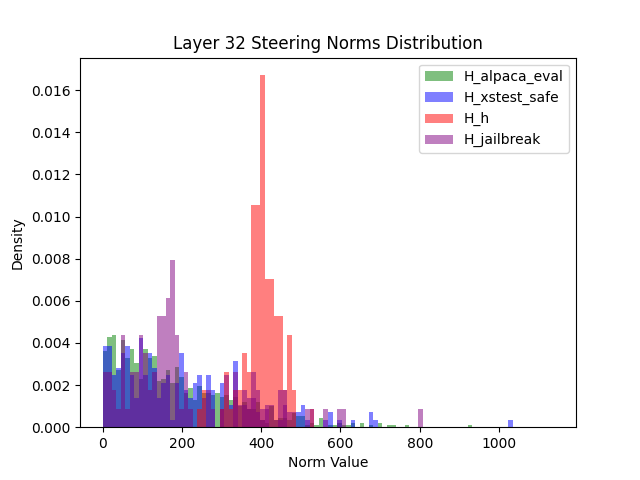 Layer 32 Steering Norms Distribution
H_alpaca_eval
H_xstest_safe
H_h
H_jailbreak
Density
0.016
0.014
0.012
0.010
0.008
0.006
0.004
0.002
0.000
0 200 400 600 800 1000
Norm Value